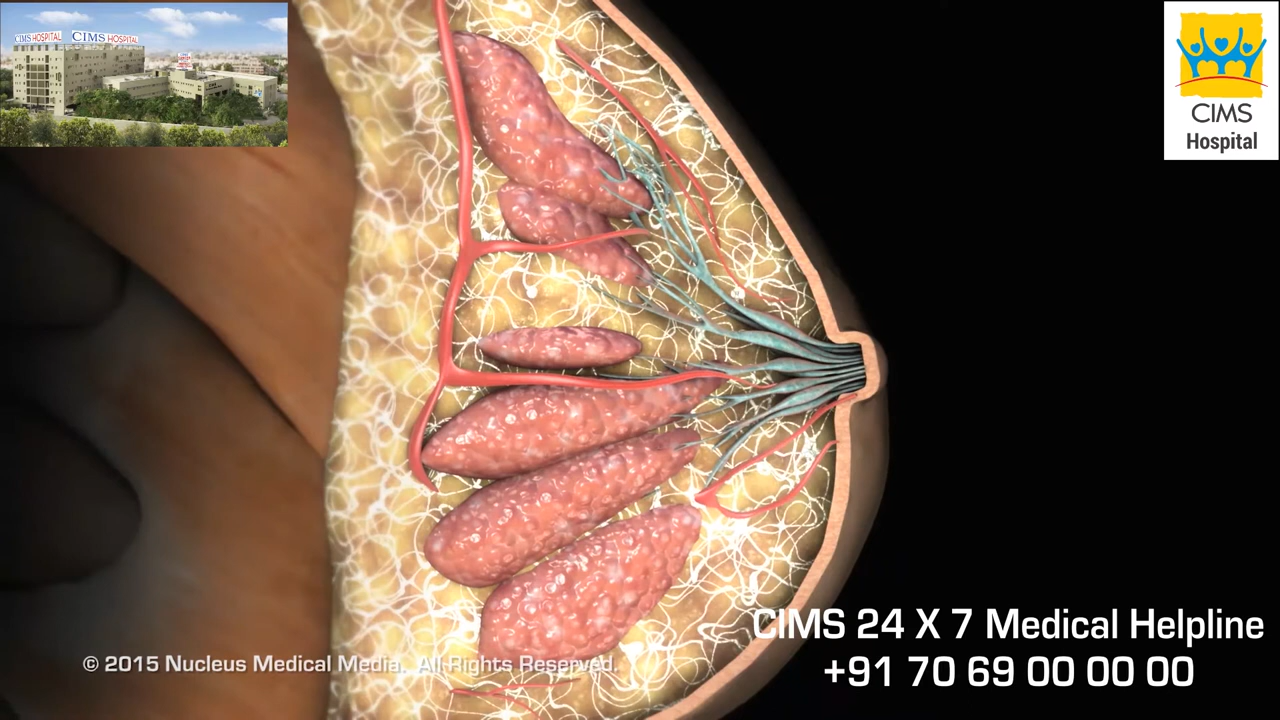 CIMS HOSPITAL CIMS HOSPITAL
CIMS
Hospital
CIMS 24 X 7 Medical Helpline
+91 70 69 00 00 00
© 2015 Nucleus Medical Media. All Rights Reserved.